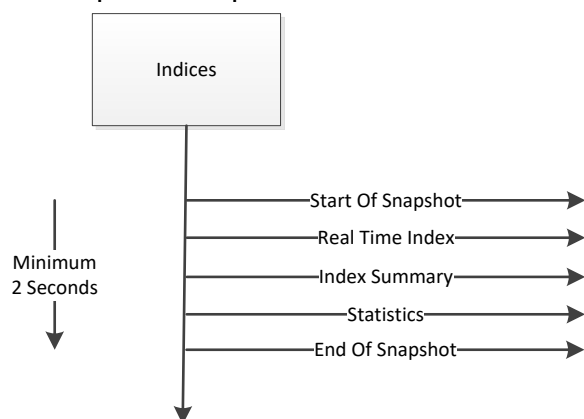 Indices
Start Of Snapshot
Real Time Index
Minimum
2 Seconds
Index Summary
Statistics
End Of Snapshot